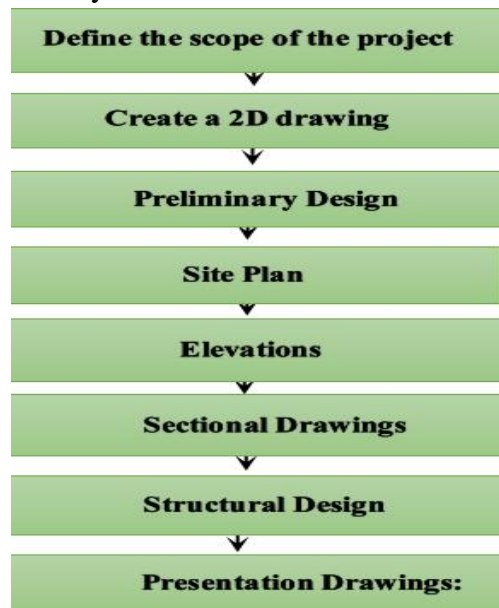 Define the scope of the project
Create a 2D drawing
Preliminary Design
Site Plan
Elevations
Sectional Drawings
Structural Design
Presentation Drawings: